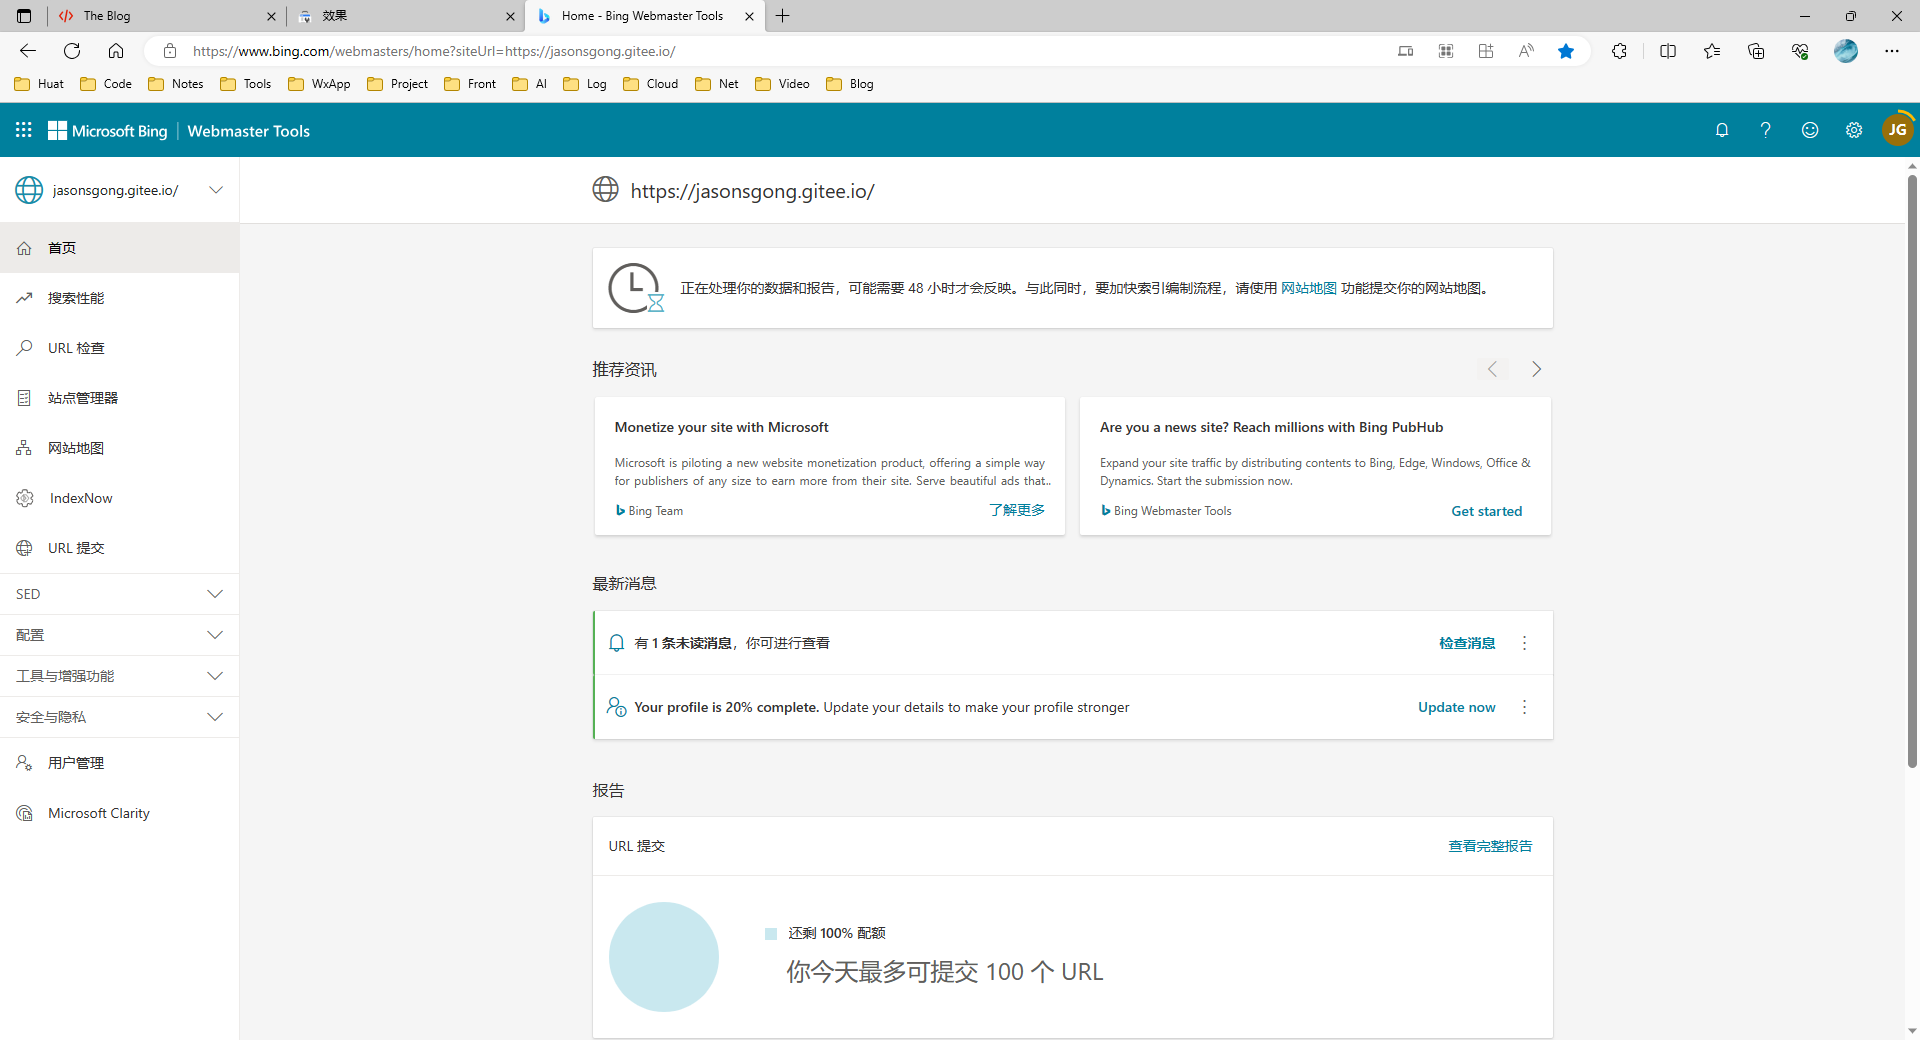 The Blog
效果
Home - Bing Webmaster Tools
https://www.bing.com/webmasters/home?siteUrl=https://jasonsgong.gitee.io/
Huat Code Notes Tools WxApp Project Front AI Log Cloud Net Video Blog
Microsoft Bing Webmaster Tools
JG
jasonsgong.gitee.io/
https://jasonsgong.gitee.io/
首页
搜索性能
URL 检查
站点管理器
网站地图
IndexNow
URL 提交
SEO
配置
工具与增强功能
安全与隐私
用户管理
Microsoft Clarity
正在处理你的数据和报告，可能需要 48 小时才会反映。与此同时，要加快索引编制流程，请使用 网站地图 功能提交你的网站地图。
推荐资讯
Monetize your site with Microsoft
Microsoft is piloting a new website monetization product, offering a simple way
for publishers of any size to earn more from their site. Serve beautiful ads that..
Bing Team 了解更多
Are you a news site? Reach millions with Bing PubHub
Expand your site traffic by distributing contents to Bing, Edge, Windows, Office &
Dynamics. Start the submission now.
Bing Webmaster Tools Get started
最新消息
有 1 条未读消息，你可进行查看 检查消息
Your profile is 20% complete. Update your details to make your profile stronger Update now
报告
URL 提交 查看完整报告
还剩 100% 配额
你今天最多可提交 100 个 URL